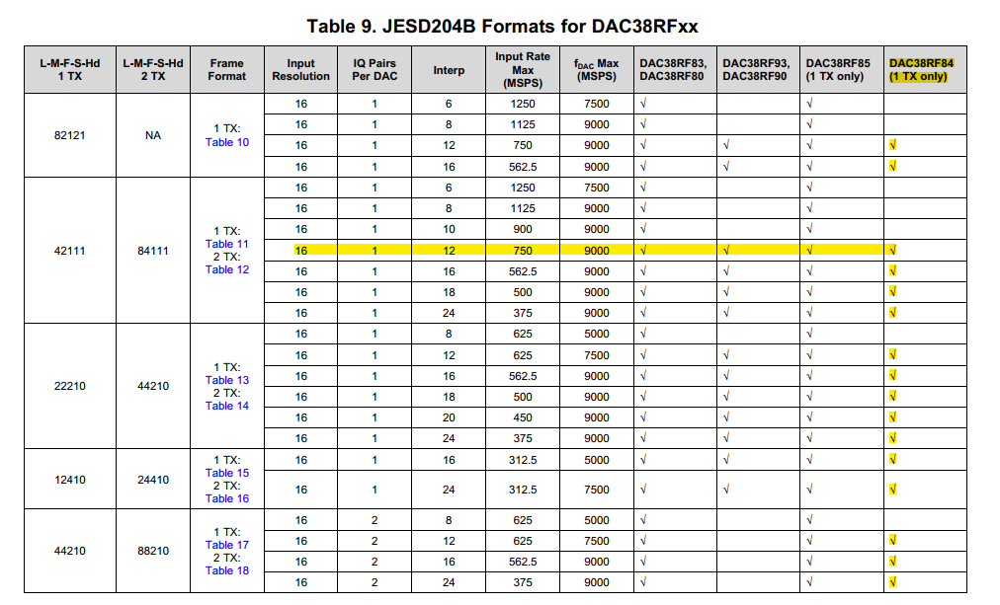 Table 9. JESD204B Formats for DAC38RFxx
L-M-F-S-Hd 1 TX | L-M-F-S-Hd 2 TX | Frame Format | Input Resolution | IQ Pairs Per DAC | Interp | Input Rate Max (MSPS) | fDAC Max (MSPS) | DAC38RF83, DAC38RF80 | DAC38RF93, DAC38RF90 | DAC38RF85 (1 TX only) | DAC38RF84 (1 TX only)
82121 | NA | 1 TX: Table 10 | 16 | 1 | 6 | 1250 | 7500 | √ | | √ |
16 | 1 | 8 | 1125 | 9000 | √ | | √ |
16 | 1 | 12 | 750 | 9000 | √ | √ | √ | √
16 | 1 | 16 | 562.5 | 9000 | √ | √ | √ | √
42111 | 84111 | 1 TX: Table 11 2 TX: Table 12 | 16 | 1 | 6 | 1250 | 7500 | √ | | √ |
16 | 1 | 8 | 1125 | 9000 | √ | | √ |
16 | 1 | 10 | 900 | 9000 | √ | | √ |
16 | 1 | 12 | 750 | 9000 | √ | √ | √ | √
16 | 1 | 16 | 562.5 | 9000 | √ | √ | √ | √
16 | 1 | 18 | 500 | 9000 | √ | √ | √ | √
16 | 1 | 24 | 375 | 9000 | √ | √ | √ | √
22210 | 44210 | 1 TX: Table 13 2 TX: Table 14 | 16 | 1 | 8 | 625 | 5000 | √ | | √ |
16 | 1 | 12 | 625 | 7500 | √ | √ | √ | √
16 | 1 | 16 | 562.5 | 9000 | √ | √ | √ | √
16 | 1 | 18 | 500 | 9000 | √ | √ | √ | √
16 | 1 | 20 | 450 | 9000 | √ | √ | √ | √
16 | 1 | 24 | 375 | 9000 | √ | √ | √ | √
12410 | 24410 | 1 TX: Table 15 2 TX: Table 16 | 16 | 1 | 16 | 312.5 | 5000 | √ | √ | √ | √
16 | 1 | 24 | 312.5 | 7500 | √ | √ | √ | √
44210 | 88210 | 1 TX: Table 17 2 TX: Table 18 | 16 | 2 | 8 | 625 | 5000 | √ | | √ |
16 | 2 | 12 | 625 | 7500 | √ | | √ | √
16 | 2 | 16 | 562.5 | 9000 | √ | | √ | √
16 | 2 | 24 | 375 | 9000 | √ | | √ | √